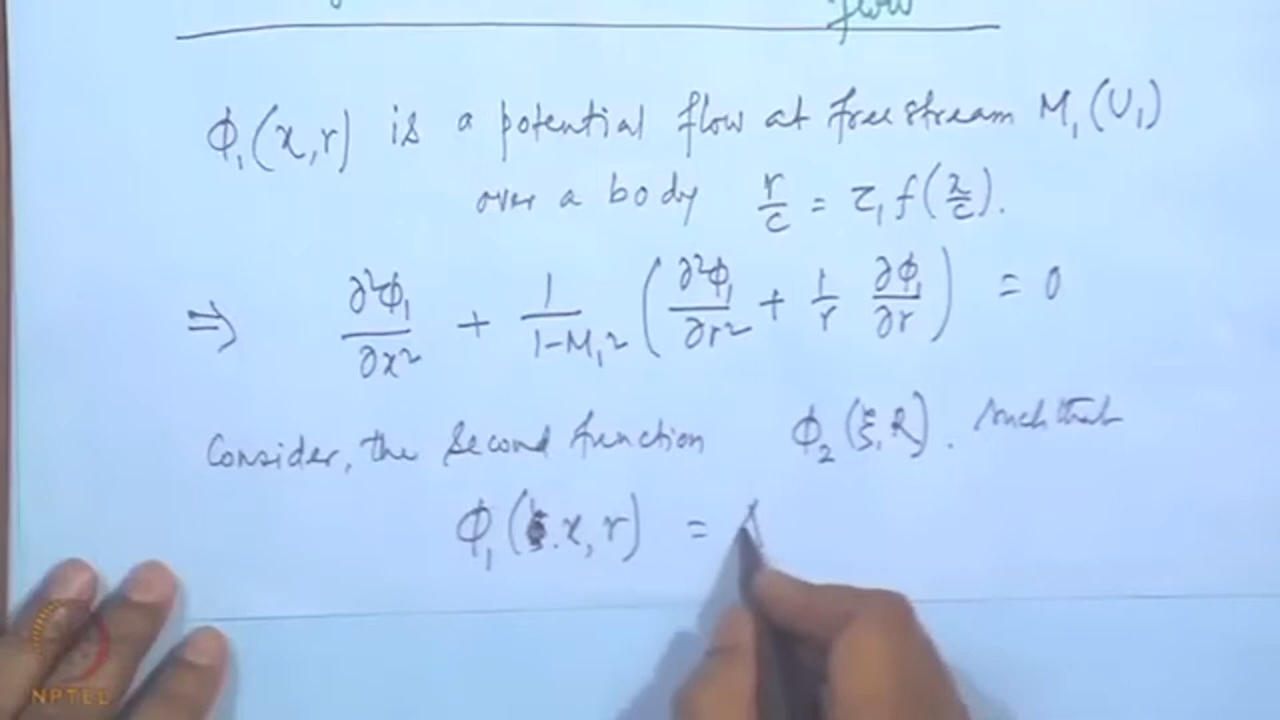 flow
ϕ₁(x,r) is a potential flow at free stream M₁(U₁)
over a body r/c = τ₁ f(x/c).
⇒ ∂²ϕ₁/∂x² + 1/(1-M₁²) (∂²ϕ₁/∂r² + 1/r ∂ϕ₁/∂r) = 0
Consider, the second function ϕ₂(ξ,R). such that
ϕ₁(x,r) = A
NPTEL